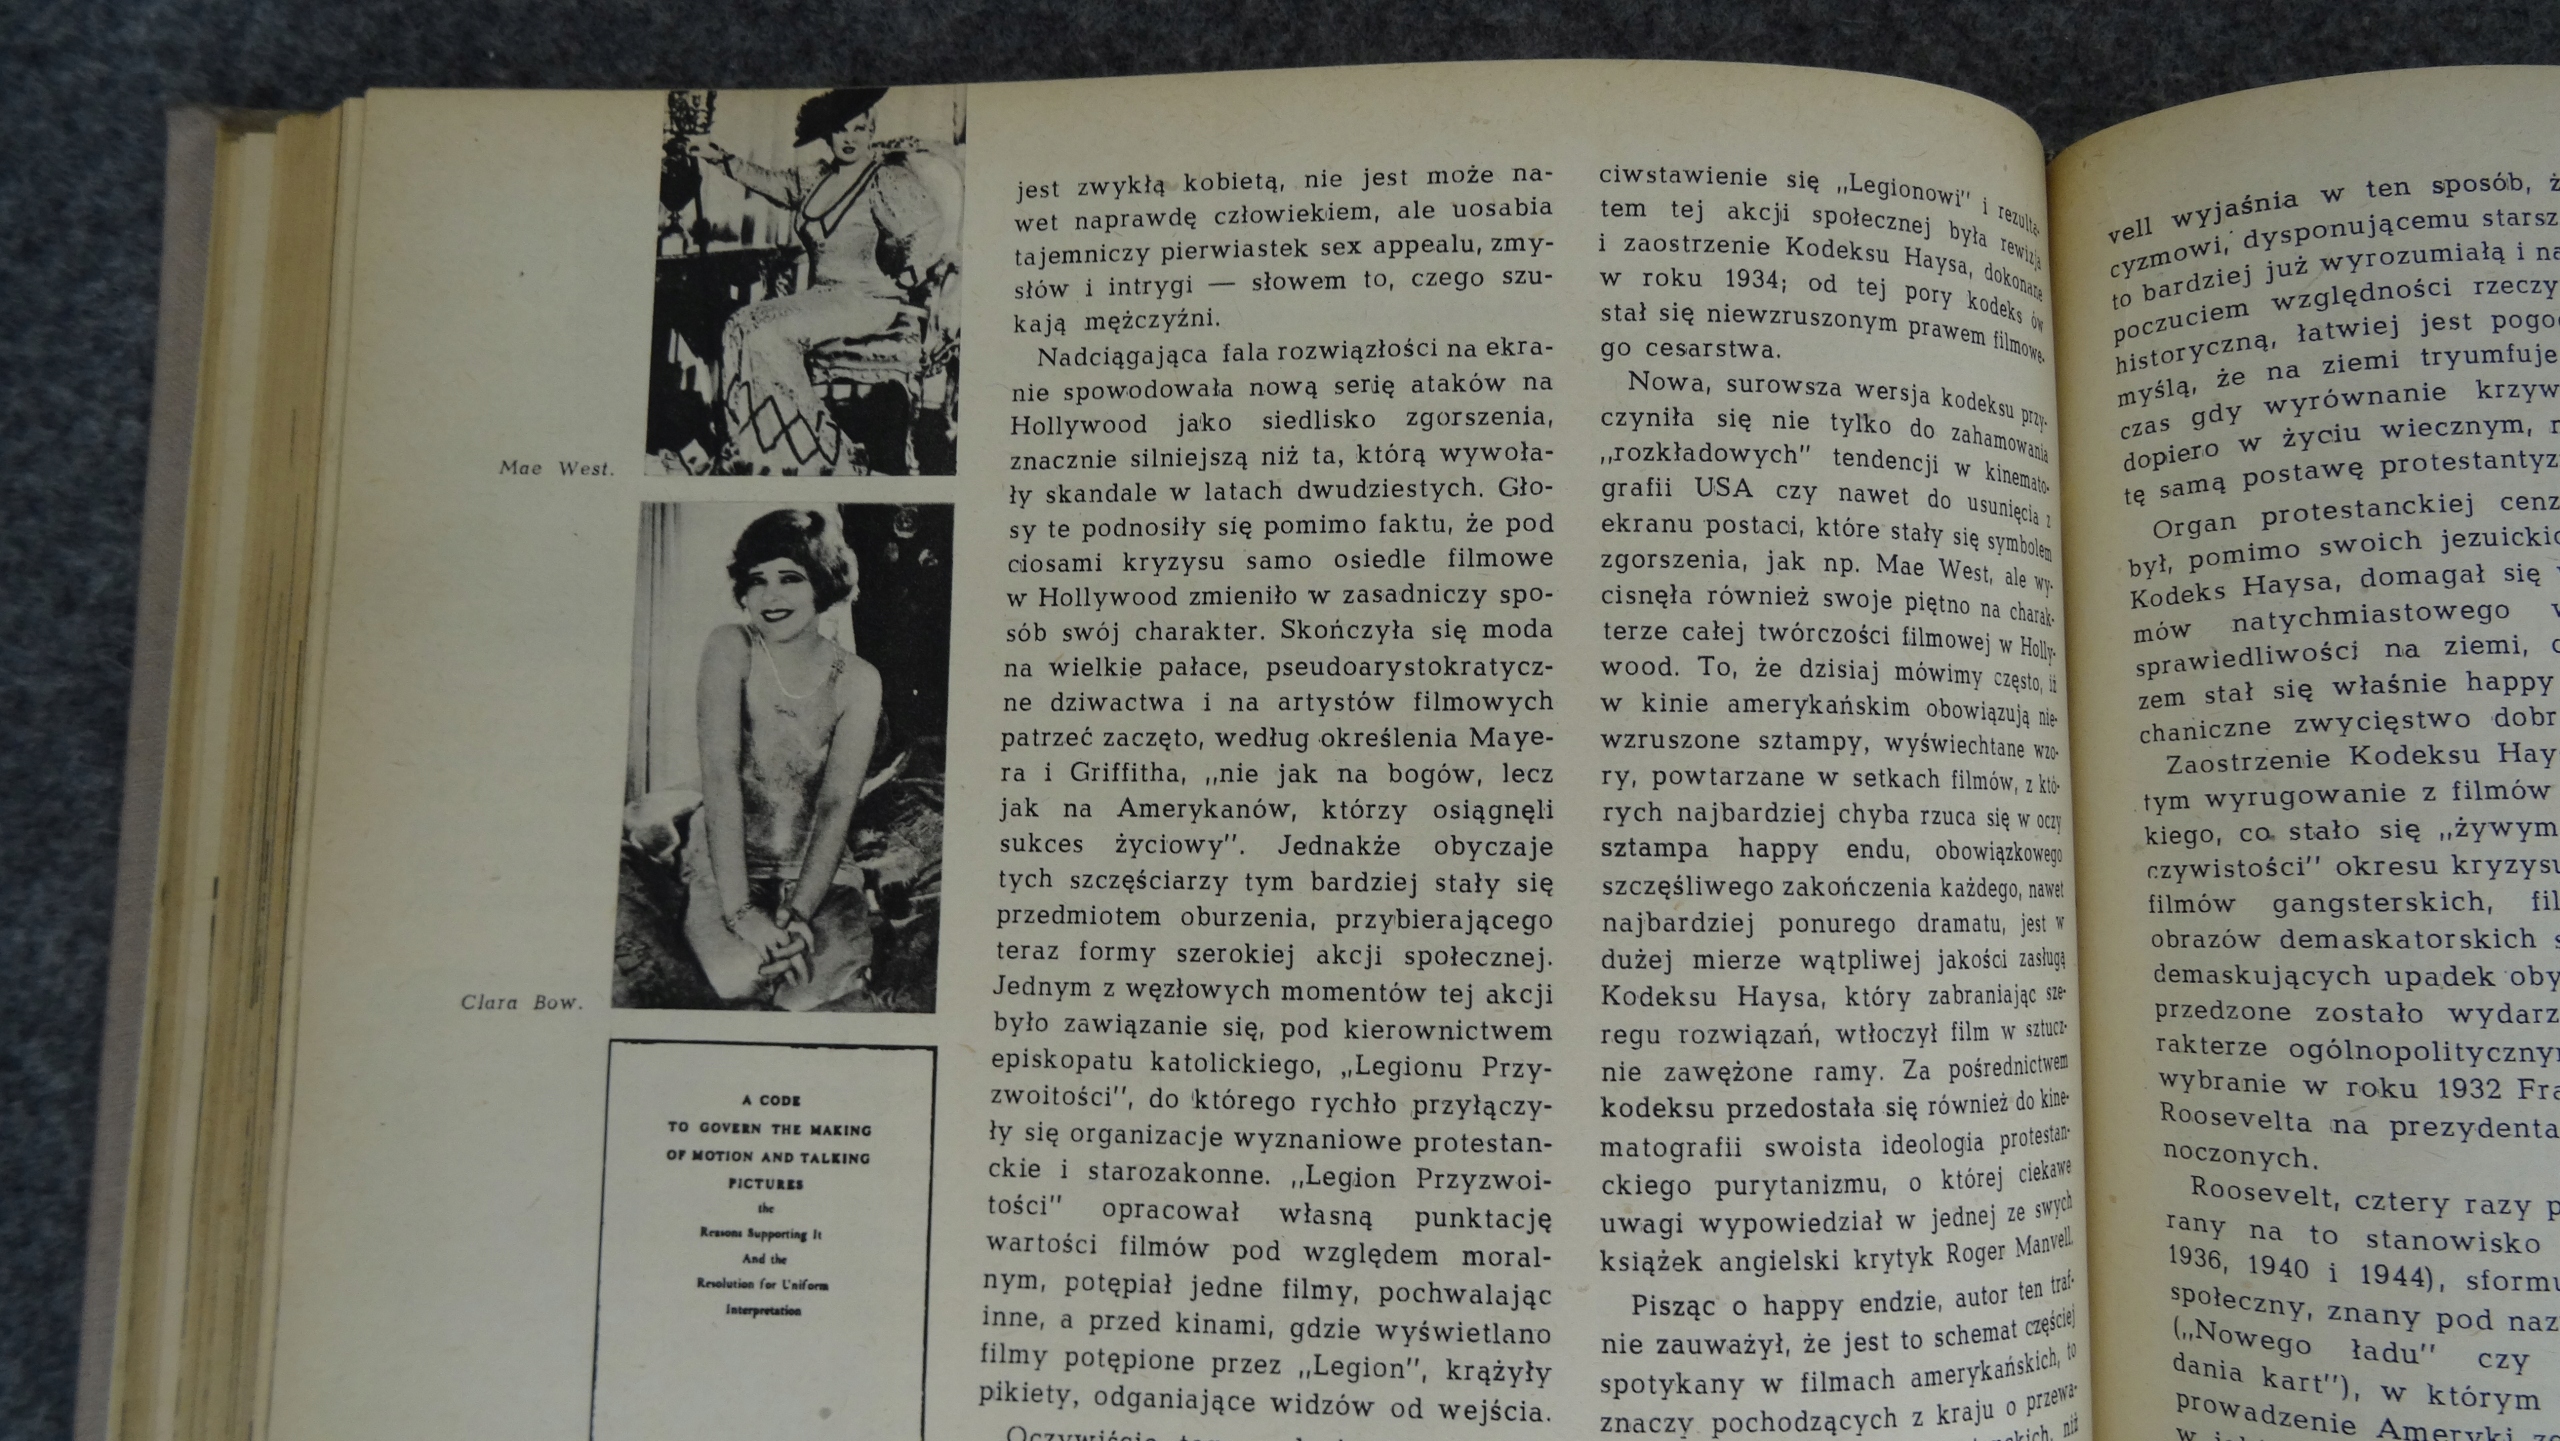 Mae West.
Clara Bow.
A CODE
TO GOVERN THE MAKING
OF MOTION AND TALKING
PICTURES
the
Reasons Supporting It
And the
Resolution for Uniform
Interpretation
jest zwykłą kobietą, nie jest może na-
wet naprawdę człowiekiem, ale uosabia
tajemniczy pierwiastek sex appealu, zmy-
słów i intrygi — słowem to, czego szu-
kają mężczyźni.
Nadciągająca fala rozwiązłości na ekra-
nie spowodowała nową serię ataków na
Hollywood jako siedlisko zgorszenia,
znacznie silniejszą niż ta, którą wywoła-
ły skandale w latach dwudziestych. Gło-
sy te podnosiły się pomimo faktu, że pod
ciosami kryzysu samo osiedle filmowe
w Hollywood zmieniło w zasadniczy spo-
sób swój charakter. Skończyła się moda
na wielkie pałace, pseudoarystokratycz-
ne dziwactwa i na artystów filmowych
patrzeć zaczęto, według określenia Maye-
ra i Griffitha, „nie jak na bogów, lecz
jak na Amerykanów, którzy osiągnęli
sukces życiowy”. Jednakże obyczaje
tych szczęściarzy tym bardziej stały się
przedmiotem oburzenia, przybierającego
teraz formy szerokiej akcji społecznej.
Jednym z węzłowych momentów tej akcji
było zawiązanie się, pod kierownictwem
episkopatu katolickiego, „Legionu Przy-
zwoitości”, do którego rychło przyłączy-
ły się organizacje wyznaniowe protestan-
ckie i starozakonne. „Legion Przyzwoi-
tości” opracował własną punktację
wartości filmów pod względem moral-
nym, potępiał jedne filmy, pochwalając
inne, a przed kinami, gdzie wyświetlano
filmy potępione przez „Legion”, krążyły
pikiety, odganiające widzów od wejścia.
ciwstawienie się „Legionowi” i rezulta-
tem tej akcji społecznej była rewizja
i zaostrzenie Kodeksu Haysa, dokonane
w roku 1934; od tej pory kodeks ów
stał się niewzruszonym prawem filmowe-
go cesarstwa.
Nowa, surowsza wersja kodeksu przy-
czyniła się nie tylko do zahamowania
„rozkładowych” tendencji w kinemato-
grafii USA czy nawet do usunięcia z
ekranu postaci, które stały się symbolem
zgorszenia, jak np. Mae West, ale wy-
cisnęła również swoje piętno na charak-
terze całej twórczości filmowej w Holly-
wood. To, że dzisiaj mówimy często, iż
w kinie amerykańskim obowiązują nie-
wzruszone sztampy, wyświechtane wzo-
ry, powtarzane w setkach filmów, z któ-
rych najbardziej chyba rzuca się w oczy
sztampa happy endu, obowiązkowego
szczęśliwego zakończenia każdego, nawet
najbardziej ponurego dramatu, jest w
dużej mierze wątpliwej jakości zasługą
Kodeksu Haysa, który zabraniając sze-
regu rozwiązań, wtłoczył film w sztucz-
nie zawężone ramy. Za pośrednictwem
kodeksu przedostała się również do kine-
matografii swoista ideologia protestan-
ckiego purytanizmu, o której ciekawe
uwagi wypowiedział w jednej ze swych
książek angielski krytyk Roger Manvell.
Pisząc o happy endzie, autor ten traf-
nie zauważył, że jest to schemat częściej
spotykany w filmach amerykańskich, to
znaczy pochodzących z kraju o przewa-
niż
vell wyjaśnia w ten sposób,
cyzmowi, dysponującemu
to bardziej już wyrozumiałą i
poczuciem względności
historyczną, łatwiej jest
myślą, że na ziemi tryumfuje
czas gdy wyrównanie
dopiero w życiu wiecznym,
tę samą postawę
Organ protestanckiej
był, pomimo swoich
Kodeks Haysa, domagał się
mów natychmiastowego
sprawiedliwości na ziemi,
zem stał się właśnie happy
chaniczne zwycięstwo
Zaostrzenie Kodeksu
tym wyrugowanie z filmów
kiego, co stało się „żywym
czywistości” okresu
filmów gangsterskich,
obrazów demaskatorskich
demaskujących upadek
przedzone zostało
rakterze
wybranie w roku 1932
Roosevelta na prezydenta
noczonych.
Roosevelt, cztery razy
rany na to stanowisko
1936, 1940 i 1944),
społeczny, znany pod
(„Nowego ładu” czy
dania kart”), w którym
prowadzenie Ameryki